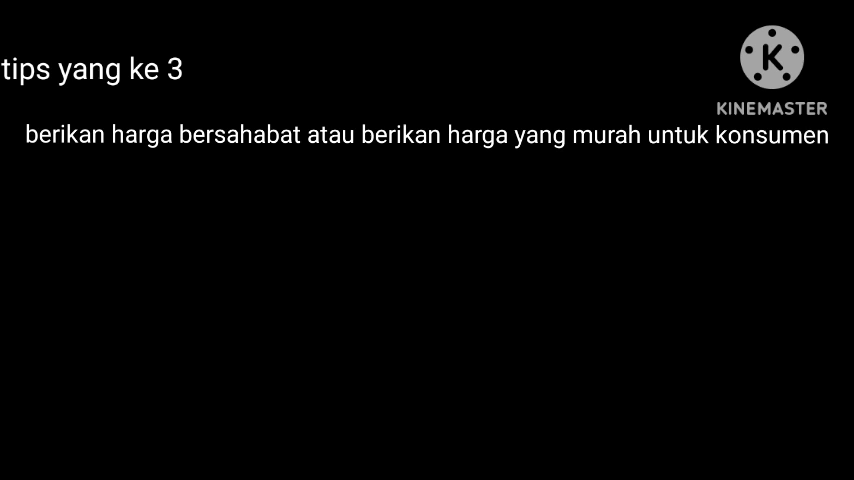 tips yang ke 3
KINEMASTER
berikan harga bersahabat atau berikan harga yang murah untuk konsumen